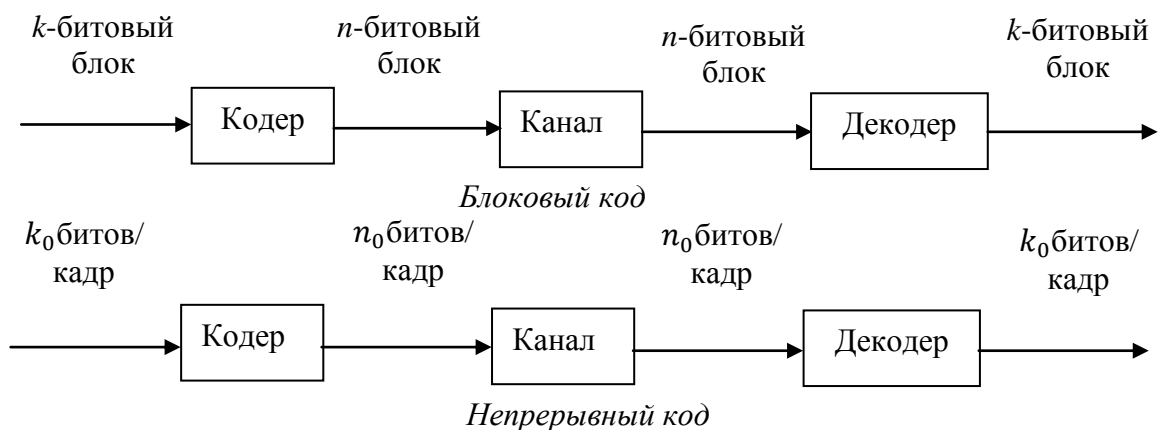 k-битовый блок
n-битовый блок
n-битовый блок
k-битовый блок
Кодер
Канал
Декодер
Блоковый код
k₀битов/ кадр
n₀битов/ кадр
n₀битов/ кадр
k₀битов/ кадр
Кодер
Канал
Декодер
Непрерывный код